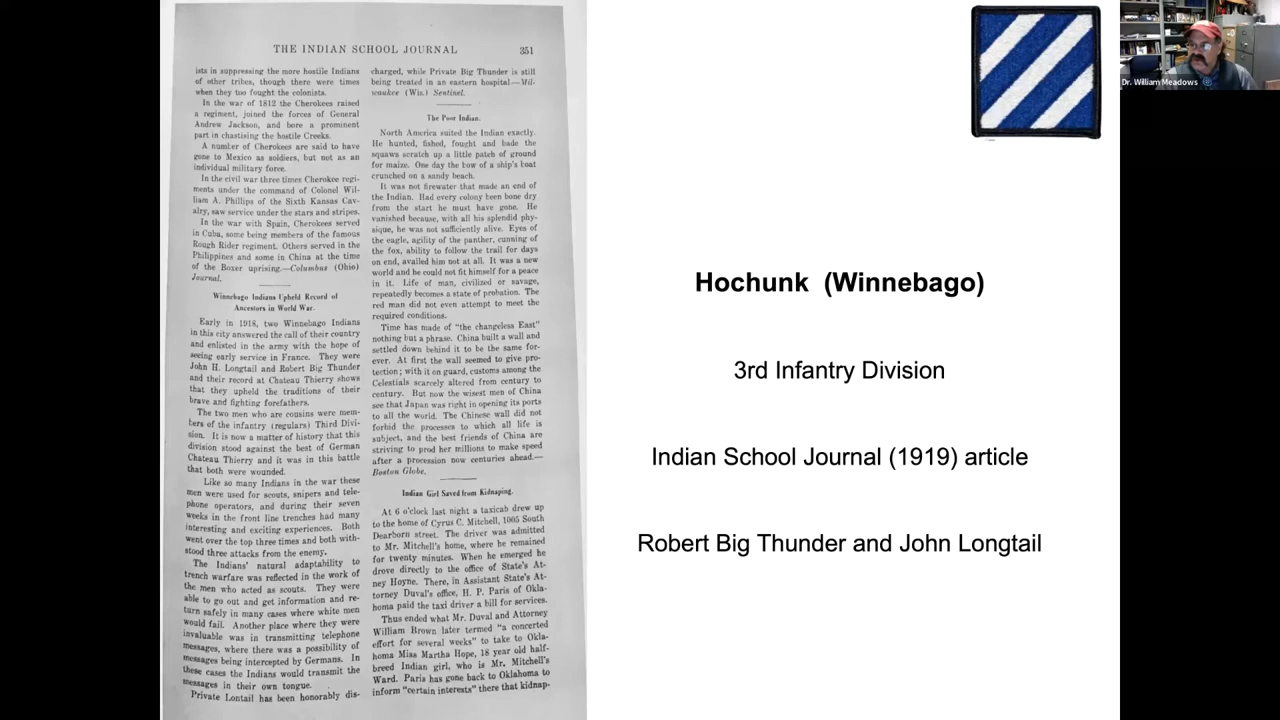 THE INDIAN SCHOOL JOURNAL 351
ists in suppressing the more hostile Indians
of other tribes, though there were times
when they too fought the colonists.
In the war of 1812 the Cherokees raised
a regiment, joined the forces of General
Andrew Jackson, and bore a prominent
part in chastising the hostile Creeks.
A number of Cherokees are said to have
gone to Mexico as soldiers, but not as an
individual military force.
In the civil war three times Cherokee regi-
ments under the command of Colonel Wil-
liam A. Phillips of the Sixth Kansas Cav-
alry, saw service under the stars and stripes.
In the war with Spain, Cherokees served
in Cuba, some being members of the famous
Rough Rider regiment. Others served in the
Philippines and some in China at the time
of the Boxer uprising.—Columbus (Ohio)
Journal.
Winnebago Indians Upheld Record of
Ancestors in World War.
Early in 1918, two Winnebago Indians
in this city answered the call of their country
and enlisted in the army with the hope of
seeing early service in France. They were
John H. Longtail and Robert Big Thunder
and their record at Chateau Thierry shows
that they upheld the traditions of their
brave and fighting forefathers.
The two men who are cousins were mem-
bers of the infantry (regulars) Third Divi-
sion. It is now a matter of history that this
division stood against the best of German
Chateau Thierry and it was in this battle
that both were wounded.
Like so many Indians in the war these
men were used for scouts, snipers and tele-
phone operators, and during their seven
weeks in the front line trenches had many
interesting and exciting experiences. Both
went over the top three times and both with-
stood three attacks from the enemy.
The Indians' natural adaptability to
trench warfare was reflected in the work of
the men who acted as scouts. They were
able to go out and get information and re-
turn safely in many cases where white men
would fail. Another place where they were
invaluable was in transmitting telephone
messages, where there was a possibility of
messages being intercepted by Germans. In
these cases the Indians would transmit the
messages in their own tongue.
Private Lontail has been honorably dis-
charged, while Private Big Thunder is still
being treated in an eastern hospital.—Mil-
waukee (Wis.) Sentinel.
The Poor Indian.
North America suited the Indian exactly.
He hunted, fished, fought and bade the
squaws scratch up a little patch of ground
for maize. One day the bow of a ship's boat
crunched on a sandy beach.
It was not firewater that made an end of
the Indian. Had every colony been bone dry
from the start he must have gone. He
vanished because, with all his splendid phy-
sique, he was not sufficiently alive. Eyes of
the eagle, agility of the panther, cunning of
the fox, ability to follow the trail for days
on end, availed him not at all. It was a new
world and he could not fit himself for a peace
in it. Life of man, civilized or savage,
repeatedly becomes a state of probation. The
red man did not even attempt to meet the
required conditions.
Time has made of "the changeless East"
nothing but a phrase. China built a wall and
settled down behind it to be the same for-
ever. At first the wall seemed to give pro-
tection; with it on guard, customs among the
Celestials scarcely altered from century to
century. But now the wisest men of China
see that Japan was right in opening its ports
to all the world. The Chinese wall did not
forbid the processes to which all life is
subject, and the best friends of China are
striving to prod her millions to make speed
after a procession now centuries ahead.—
Boston Globe.
Indian Girl Saved from Kidnaping.
At 6 o'clock last night a taxicab drew up
to the home of Cyrus C. Mitchell, 1005 South
Dearborn street. The driver was admitted
to Mr. Mitchell's home, where he remained
for twenty minutes. When he emerged he
drove directly to the office of State's At-
ney Hoyne. There, in Assistant State's At-
torney Duval's office, H. P. Paris of Okla-
homa paid the taxi driver a bill for services.
Thus ended what Mr. Duval and Attorney
William Brown later termed "a concerted
effort for several weeks" to take to Okla-
homa Miss Martha Hope, 18 year old half-
breed Indian girl, who is Mr. Mitchell's
Ward. Paris has gone back to Oklahoma to
inform "certain interests" there that kidnap-
Hochunk (Winnebago)
3rd Infantry Division
Indian School Journal (1919) article
Robert Big Thunder and John Longtail
Dr. William Meadows